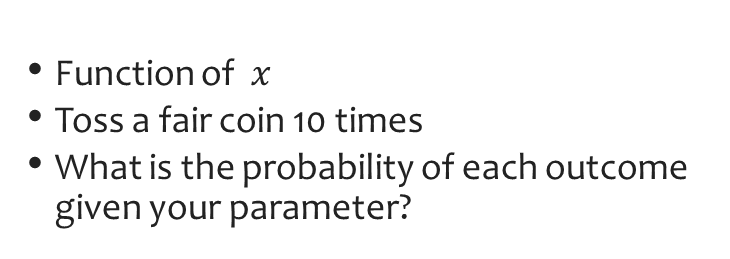 • Function of x
• Toss a fair coin 10 times
• What is the probability of each outcome
given your parameter?